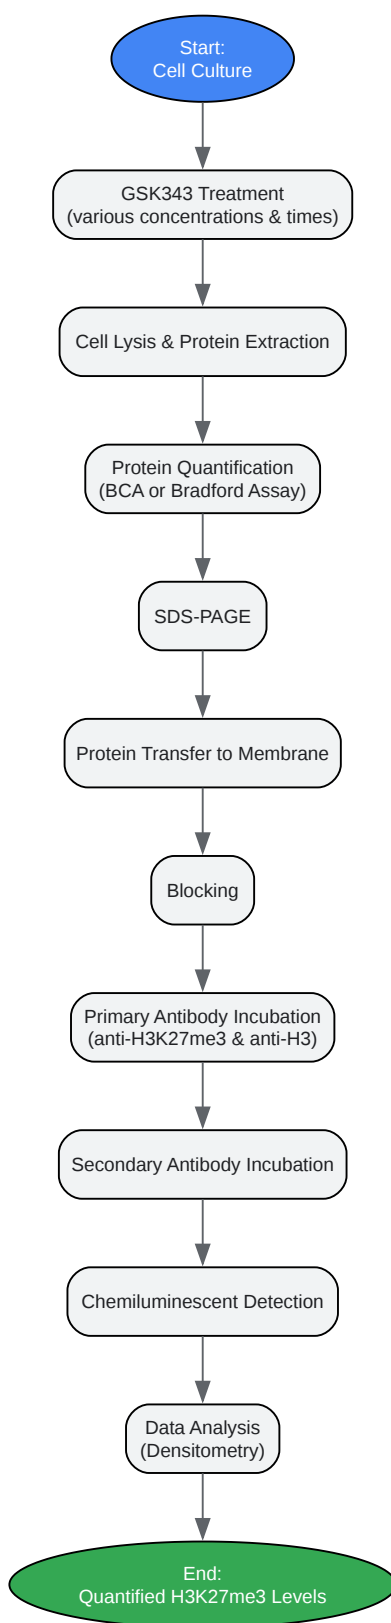 Start:
Cell Culture
GSK343 Treatment
(various concentrations & times)
Cell Lysis & Protein Extraction
Protein Quantification
(BCA or Bradford Assay)
SDS-PAGE
Protein Transfer to Membrane
Blocking
Primary Antibody Incubation
(anti-H3K27me3 & anti-H3)
Secondary Antibody Incubation
Chemiluminescent Detection
Data Analysis
(Densitometry)
End:
Quantified H3K27me3 Levels